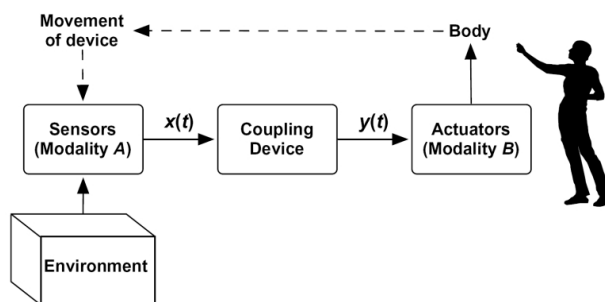 Movement
of device
Body
Sensors
(Modality A)
x(t)
Coupling
Device
y(t)
Actuators
(Modality B)
Environment